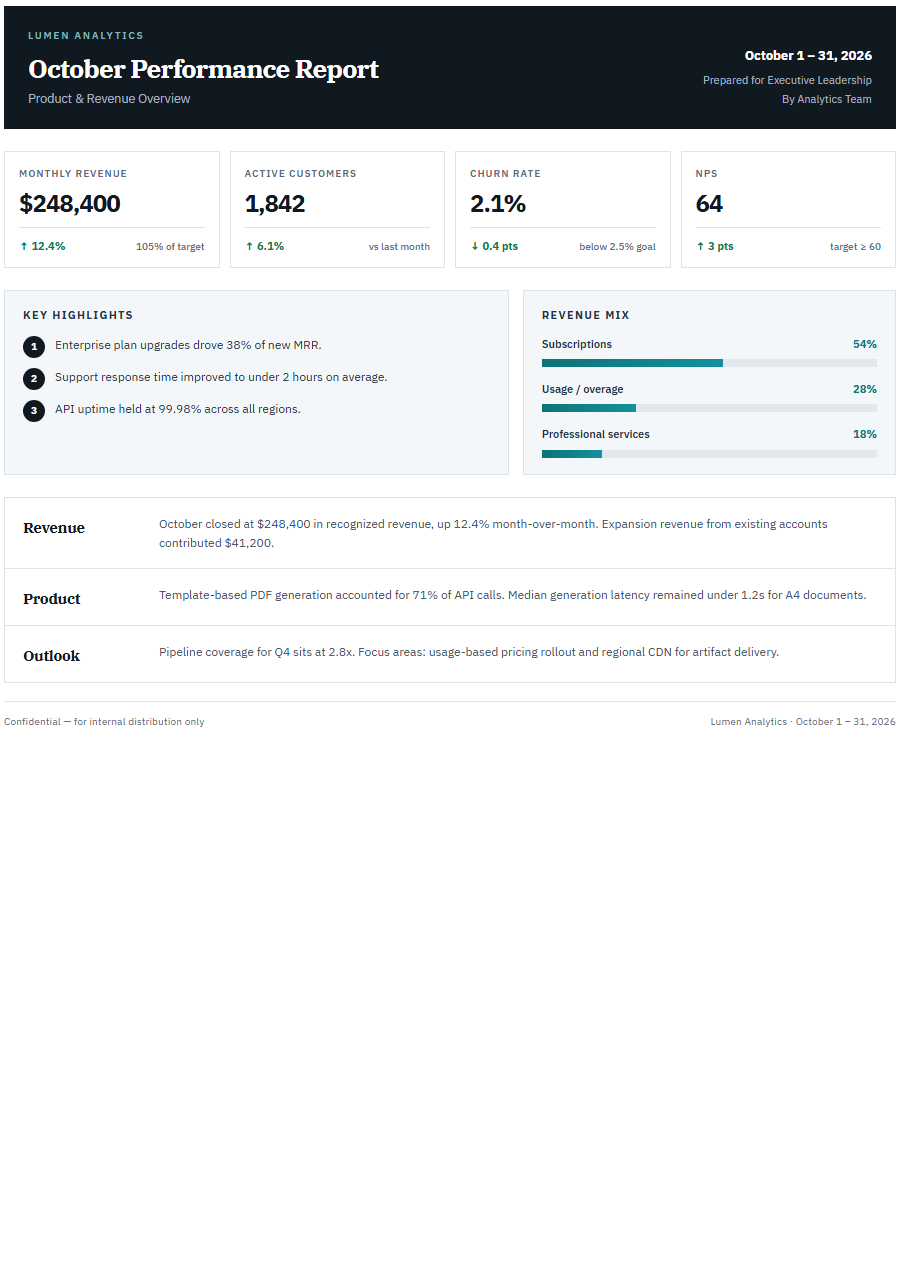 LUMEN ANALYTICS
October Performance Report
Product & Revenue Overview
October 1 – 31, 2026
Prepared for Executive Leadership
By Analytics Team
MONTHLY REVENUE
$248,400
↑ 12.4% 105% of target
ACTIVE CUSTOMERS
1,842
↑ 6.1% vs last month
CHURN RATE
2.1%
↓ 0.4 pts below 2.5% goal
NPS
64
↑ 3 pts target ≥ 60
KEY HIGHLIGHTS
1 Enterprise plan upgrades drove 38% of new MRR.
2 Support response time improved to under 2 hours on average.
3 API uptime held at 99.98% across all regions.
REVENUE MIX
Subscriptions 54%
Usage / overage 28%
Professional services 18%
Revenue
October closed at $248,400 in recognized revenue, up 12.4% month-over-month. Expansion revenue from existing accounts
contributed $41,200.
Product
Template-based PDF generation accounted for 71% of API calls. Median generation latency remained under 1.2s for A4 documents.
Outlook
Pipeline coverage for Q4 sits at 2.8x. Focus areas: usage-based pricing rollout and regional CDN for artifact delivery.
Confidential — for internal distribution only
Lumen Analytics · October 1 – 31, 2026